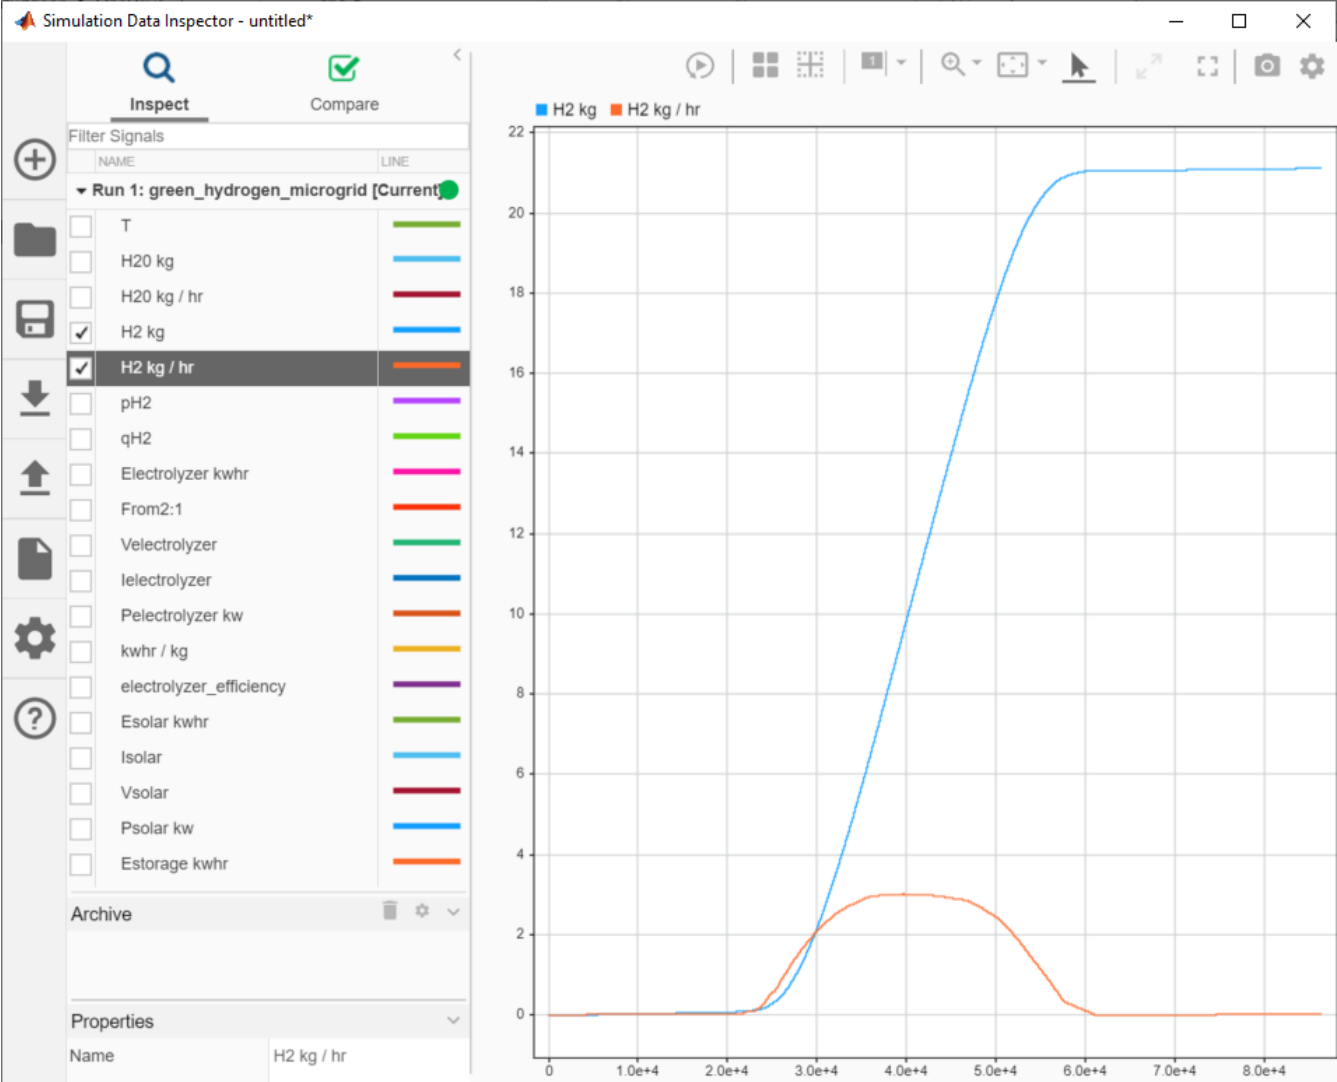 Simulation Data Inspector - untitled*
Inspect
Compare
Filter Signals
NAME
LINE
Run 1: green_hydrogen_microgrid [Current]
T
H20 kg
H20 kg / hr
H2 kg
H2 kg / hr
pH2
qH2
Electrolyzer kwhr
From2:1
Velectrolyzer
Ielectrolyzer
Pelectrolyzer kw
kwhr / kg
electrolyzer_efficiency
Esolar kwhr
Isolar
Vsolar
Psolar kw
Estorage kwhr
Archive
Properties
Name
H2 kg / hr
1
H2 kg
H2 kg / hr
22
20
18
16
14
12
10
8
6
4
2
0
0
1.0e+4
2.0e+4
3.0e+4
4.0e+4
5.0e+4
6.0e+4
7.0e+4
8.0e+4